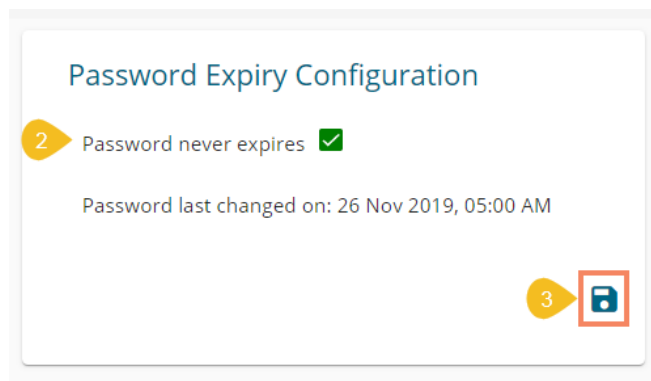 Password Expiry Configuration
2 Password never expires
Password last changed on: 26 Nov 2019, 05:00 AM
3